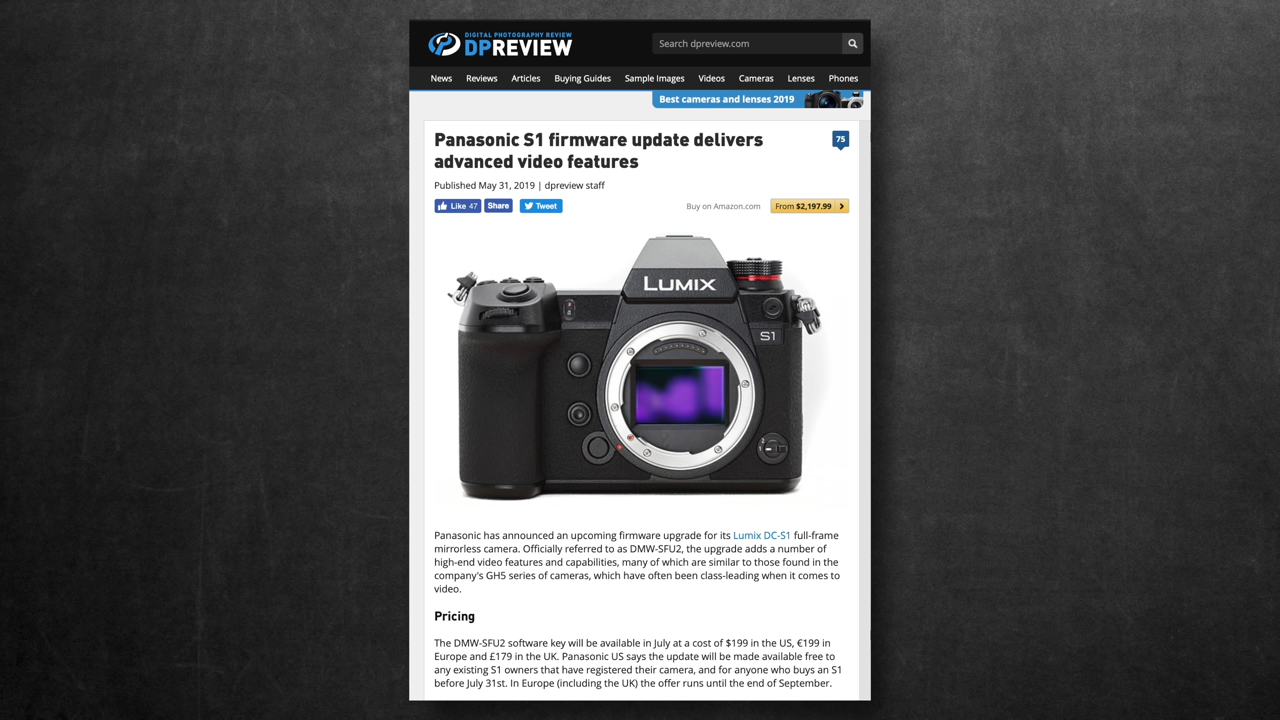 DIGITAL PHOTOGRAPHY REVIEW
DPREVIEW
Search dpreview.com
News Reviews Articles Buying Guides Sample Images Videos Cameras Lenses Phones
Best cameras and lenses 2019
Panasonic S1 firmware update delivers
advanced video features
75
Published May 31, 2019 | dpreview staff
Like 47 Share Tweet
Buy on Amazon.com From $2,197.99
LUMIX
S1
Panasonic has announced an upcoming firmware upgrade for its Lumix DC-S1 full-frame
mirrorless camera. Officially referred to as DMW-SFU2, the upgrade adds a number of
high-end video features and capabilities, many of which are similar to those found in the
company's GH5 series of cameras, which have often been class-leading when it comes to
video.
Pricing
The DMW-SFU2 software key will be available in July at a cost of $199 in the US, €199 in
Europe and £179 in the UK. Panasonic US says the update will be made available free to
any existing S1 owners that have registered their camera, and for anyone who buys an S1
before July 31st. In Europe (including the UK) the offer runs until the end of September.